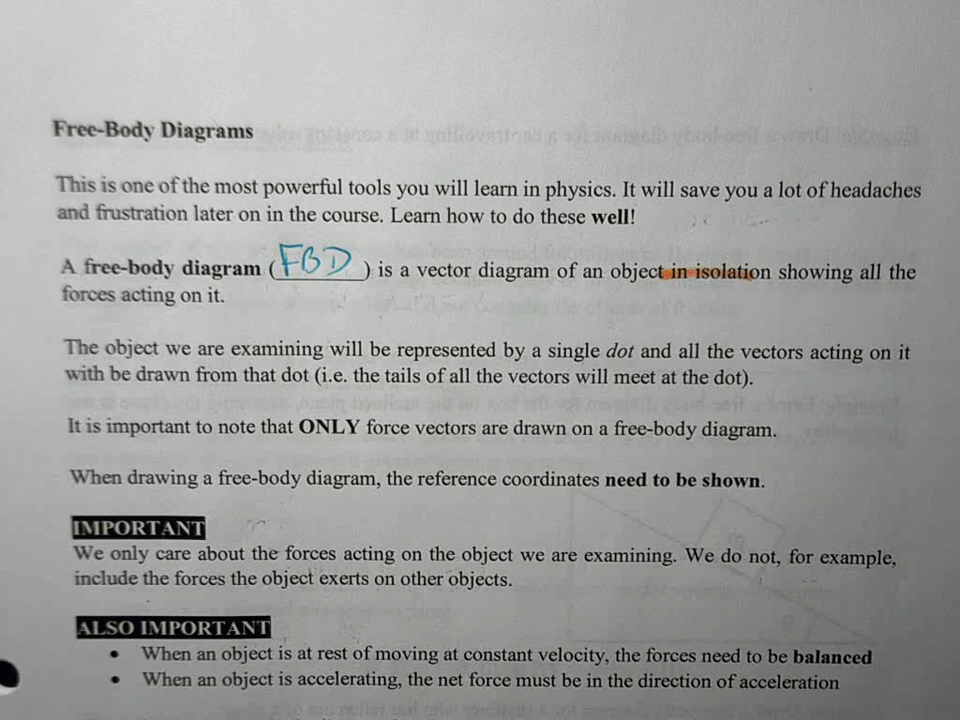 Free-Body Diagrams
This is one of the most powerful tools you will learn in physics. It will save you a lot of headaches
and frustration later on in the course. Learn how to do these well!
A free-body diagram (FBD) is a vector diagram of an object in isolation showing all the
forces acting on it.
The object we are examining will be represented by a single dot and all the vectors acting on it
with be drawn from that dot (i.e. the tails of all the vectors will meet at the dot).
It is important to note that ONLY force vectors are drawn on a free-body diagram.
When drawing a free-body diagram, the reference coordinates need to be shown.
IMPORTANT
We only care about the forces acting on the object we are examining. We do not, for example,
include the forces the object exerts on other objects.
ALSO IMPORTANT
• When an object is at rest of moving at constant velocity, the forces need to be balanced
• When an object is accelerating, the net force must be in the direction of acceleration